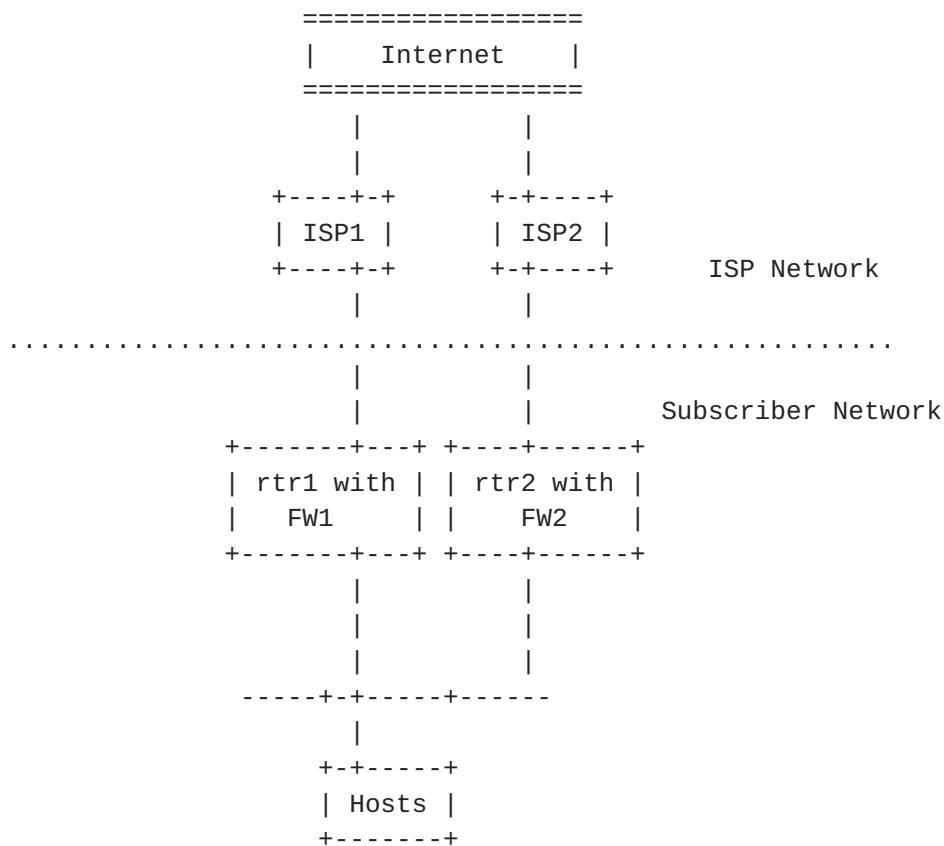 ==================
|    Internet    |
==================
|          |
|          |
+----+-+      +-+----+
| ISP1 |      | ISP2 |
+----+-+      +-+----+      ISP Network
|          |
.........................................................
|          |
|          |        Subscriber Network
+-------+---+ +----+------+
| rtr1 with | | rtr2 with |
|   FW1     | |    FW2    |
+-------+---+ +----+------+
|          |
|          |
|          |
-----+-+-----+------
|
+-+-----+
| Hosts |
+-------+